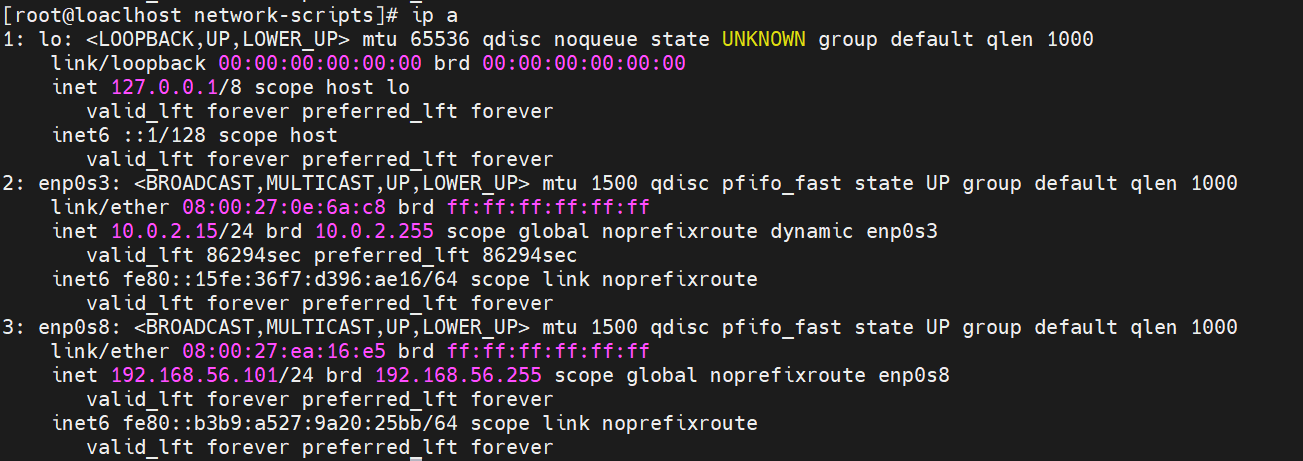 [root@loaclhost network-scripts]# ip a
1: lo: <LOOPBACK,UP,LOWER_UP> mtu 65536 qdisc noqueue state UNKNOWN group default qlen 1000
    link/loopback 00:00:00:00:00:00 brd 00:00:00:00:00:00
    inet 127.0.0.1/8 scope host lo
       valid_lft forever preferred_lft forever
    inet6 ::1/128 scope host
       valid_lft forever preferred_lft forever
2: enp0s3: <BROADCAST,MULTICAST,UP,LOWER_UP> mtu 1500 qdisc pfifo_fast state UP group default qlen 1000
    link/ether 08:00:27:0e:6a:c8 brd ff:ff:ff:ff:ff:ff
    inet 10.0.2.15/24 brd 10.0.2.255 scope global noprefixroute dynamic enp0s3
       valid_lft 86294sec preferred_lft 86294sec
    inet6 fe80::15fe:36f7:d396:ae16/64 scope link noprefixroute
       valid_lft forever preferred_lft forever
3: enp0s8: <BROADCAST,MULTICAST,UP,LOWER_UP> mtu 1500 qdisc pfifo_fast state UP group default qlen 1000
    link/ether 08:00:27:ea:16:e5 brd ff:ff:ff:ff:ff:ff
    inet 192.168.56.101/24 brd 192.168.56.255 scope global noprefixroute enp0s8
       valid_lft forever preferred_lft forever
    inet6 fe80::b3b9:a527:9a20:25bb/64 scope link noprefixroute
       valid_lft forever preferred_lft forever